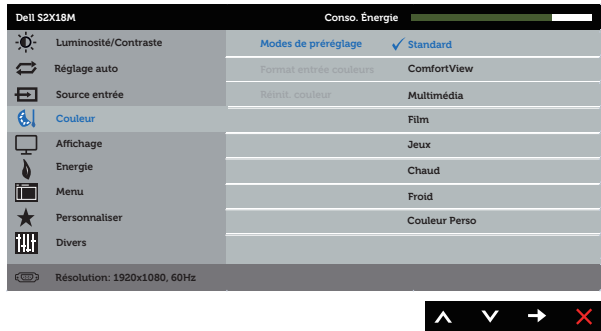 Dell S2X18M Conso. Énergie
Luminosité/Contraste Modes de préréglage Standard
Réglage auto Format entrée couleurs ComfortView
Source entrée Réinit. couleur Multimédia
Couleur Film
Affichage Jeux
Energie Chaud
Menu Froid
Personnaliser Couleur Perso
Divers
Résolution: 1920x1080, 60Hz